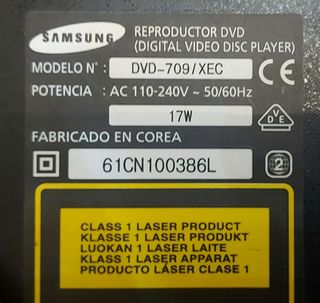 SAMSUNG
REPRODUCTOR DVD
(DIGITAL VIDEO DISC PLAYER)
MODELO N° : DVD-709/XEC CE
POTENCIA : AC 110-240V ~ 50/60Hz
17W
FABRICADO EN COREA
61CN100386L 2
CLASS 1 LASER PRODUCT
KLASSE 1 LASER PRODUKT
LUOKAN 1 LASER LAITE
KLASS 1 LASER APPARAT
PRODUCTO LÁSER CLASE 1